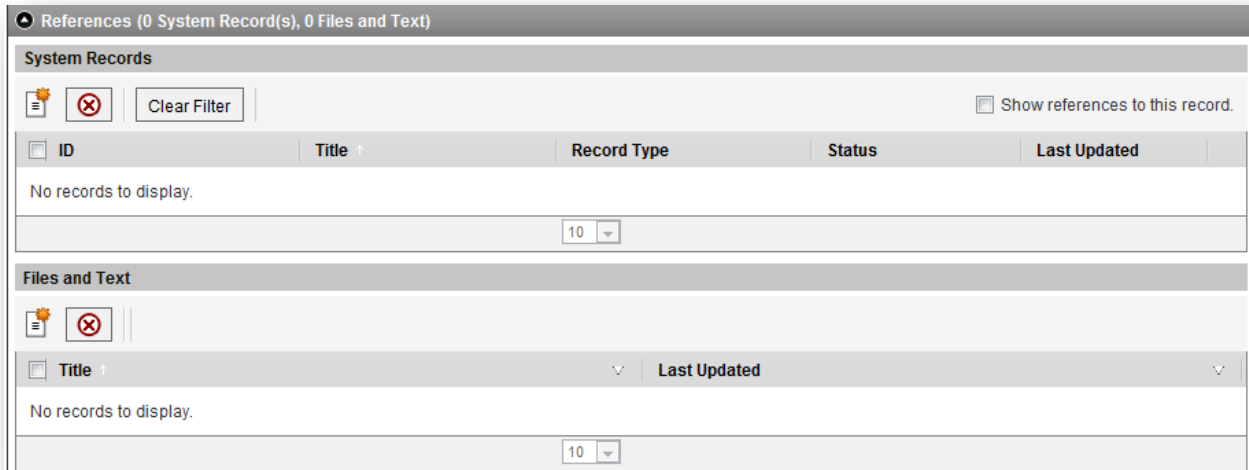 References (0 System Record(s), 0 Files and Text)
System Records
Clear Filter Show references to this record.
ID Title Record Type Status Last Updated
No records to display.
10
Files and Text
Title Last Updated
No records to display.
10